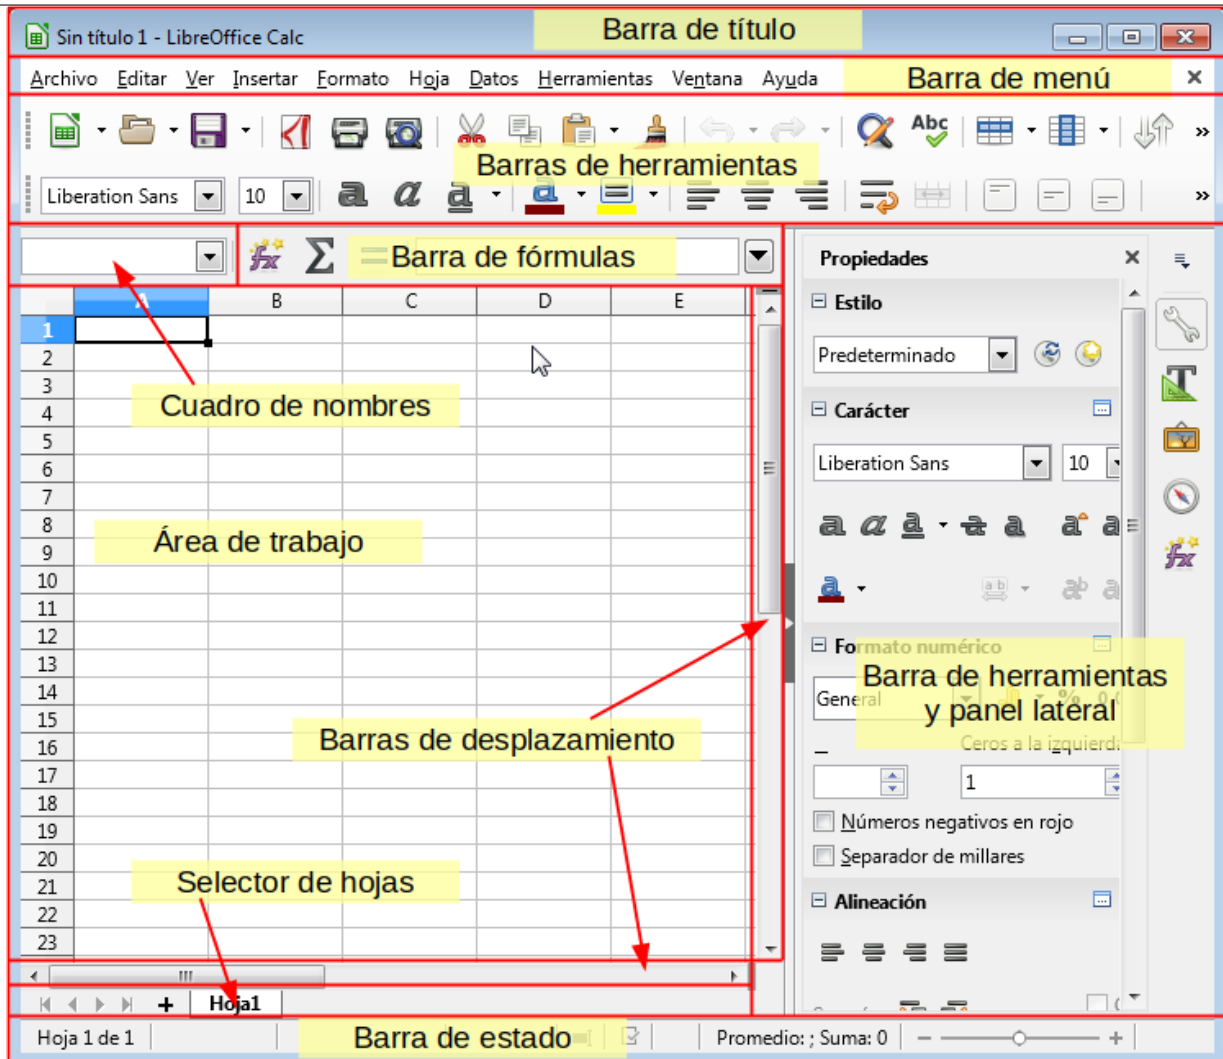 Sin título 1 - LibreOffice Calc
Barra de título
Archivo Editar Ver Insertar Formato Hoja Datos Herramientas Ventana Ayuda
Barra de menú
Abc
Barras de herramientas
Liberation Sans 10
Barra de fórmulas
Propiedades
A B C D E
Estilo
1
2
Predeterminado
3
Cuadro de nombres
4
Carácter
5
6
Liberation Sans 10
7
8
Área de trabajo
9
10
11
12
13
Formato numérico
Barra de herramientas
y panel lateral
14
General
15
16
Barras de desplazamiento
Ceros a la
17
1
18
19
Números negativos en rojo
20
Separador de millares
21
Selector de hojas
22
Alineación
23
Hoja1
Hoja 1 de 1
Barra de estado
Promedio: ; Suma: 0